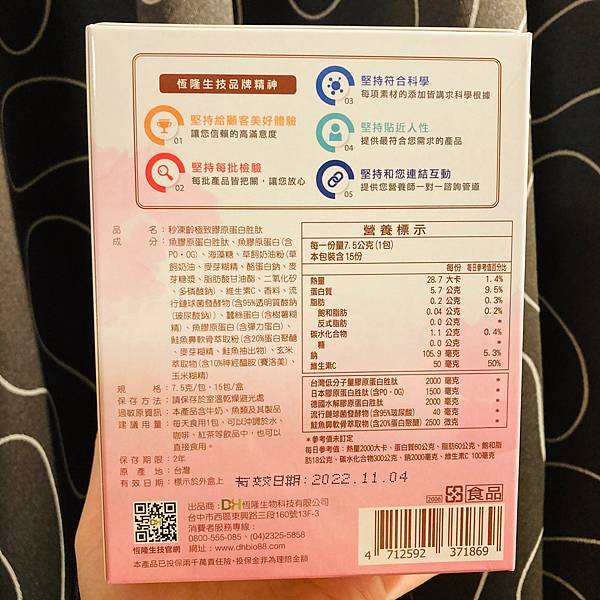 恆隆生技品牌精神
堅持給顧客美好體驗
讓您信賴的高滿意度
01
堅持每批檢驗
每批產品皆把關，讓您放心
02
堅持符合科學
每項素材的添加皆講求科學根據
03
堅持貼近人性
提供最符合您需求的產品
04
堅持和您連結互動
提供您營養師一對一諮詢管道
05
品　　名：秒凍齡極致膠原蛋白胜肽
成　　分：魚膠原蛋白胜肽、魚膠原蛋白(含
PO・OG)、海藻糖、草飼奶油粉(草
飼奶油、麥芽糊精、酪蛋白鈉、麥
芽糖漿、脂肪酸甘油酯、二氧化矽
、多磷酸鈉)、維生素C、香料、流
行鏈球菌發酵物(含95%透明質酸鈉
(玻尿酸鈉))、蠶絲蛋白(含樹薯糊
精)、魚膠原蛋白(含彈力蛋白)、
鮭魚鼻軟骨萃取粉(含20%蛋白聚醣
、麥芽糊精、鮭魚抽出物)、玄米
萃取物(含10%神經醯胺(賽洛美)、
玉米糊精)
規　　格：7.5克/包，15包/盒
保存方法：請保存於室溫乾燥避光處
過敏原資訊：本產品含牛奶、魚類及其製品
建議用量：每天食用1包，可以沖調於水、
咖啡、紅茶等飲品中，也可以
直接食用。
保存期限：2年
原 產 地：台灣
有效日期：標示於外盒上
營養標示
每一份量7.5公克(1包)
本包裝含15份
每份 每日參考值百分比
熱量 28.7 大卡 1.4%
蛋白質 5.7 公克 9.5%
脂肪 0.2 公克 0.3%
飽和脂肪 0.04 公克 0.2%
反式脂肪 0.0 公克 *
碳水化合物 1.1 公克 0.4%
糖 0.0 公克 *
鈉 105.9 毫克 5.3%
維生素C 50 毫克 50%
台灣低分子量膠原蛋白胜肽 2000 毫克 *
日本膠原蛋白胜肽(含PO、OG) 1500 毫克 *
德國水解膠原蛋白胜肽 2000 毫克 *
流行鏈球菌發酵物(含95%玻尿酸) 40 毫克 *
鮭魚鼻軟骨萃取物(含20%蛋白聚醣) 2500 微克 *
*參考值未訂定
每日參考值：熱量2000大卡、蛋白質60公克、脂肪60公克、飽和脂
肪18公克、碳水化合物300公克、鈉2000毫克、維生素C 100毫克
有效日期:2022.11.04
出品商：DH恆隆生物科技有限公司
台中市西區東興路三段160號13F-3
消費者服務專線：
0800-555-085、(04)2325-5858
網址：www.dhbio88.com
恆隆生技官網
本產品已投保兩千萬責任險，投保金非為理賠金額
2006
食品
4 712592 371869